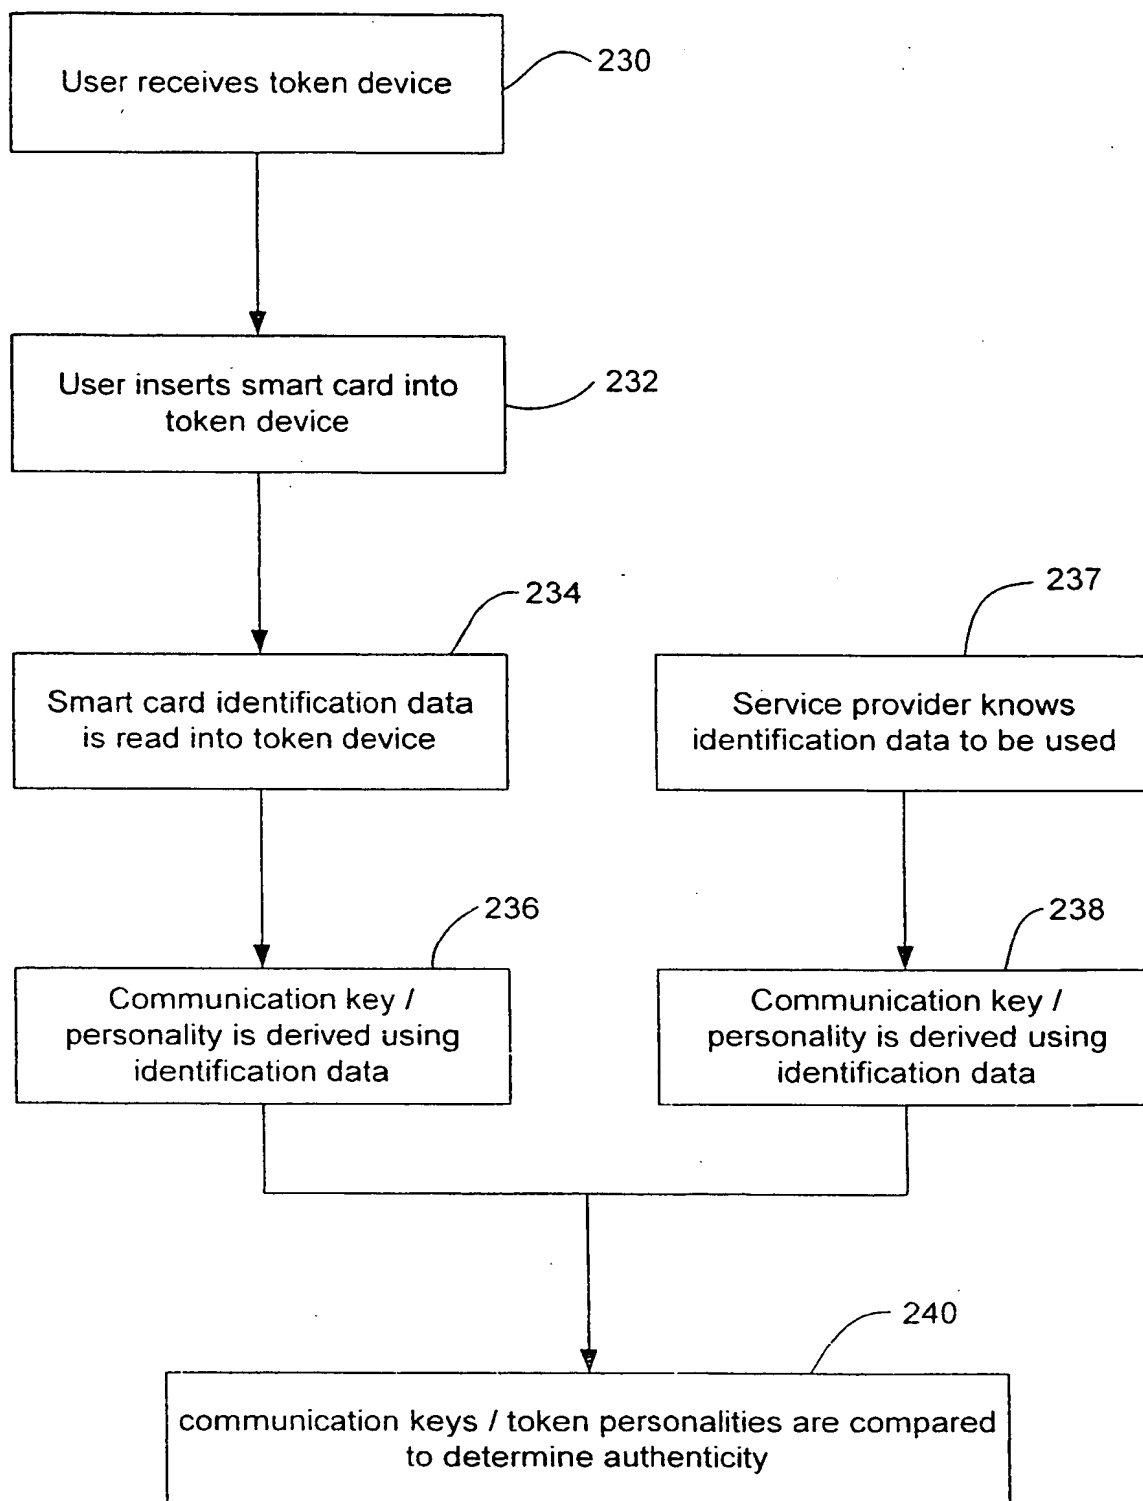 User receives token device
230
User inserts smart card into
token device
232
234
Smart card identification data
is read into token device
237
Service provider knows
identification data to be used
236
Communication key /
personality is derived using
identification data
238
Communication key /
personality is derived using
identification data
240
communication keys / token personalities are compared
to determine authenticity